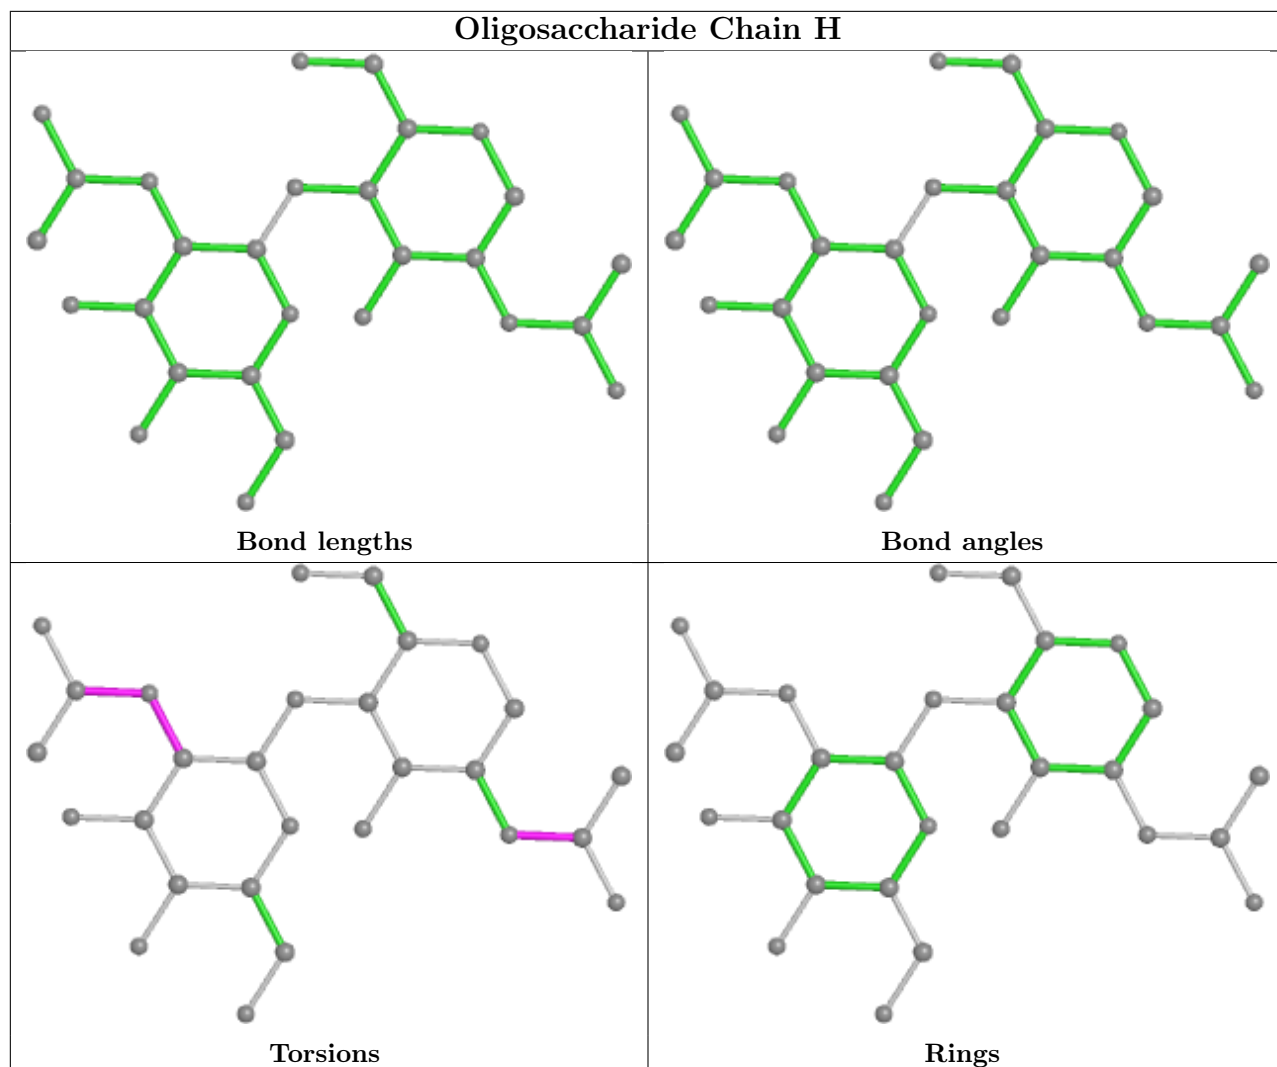 Oligosaccharide Chain H
Bond lengths
Bond angles
Torsions
Rings